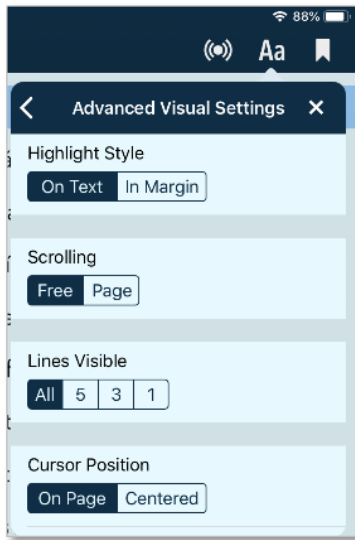 88%
Aa
Advanced Visual Settings
Highlight Style
On Text In Margin
Scrolling
Free Page
Lines Visible
All 5 3 1
Cursor Position
On Page Centered